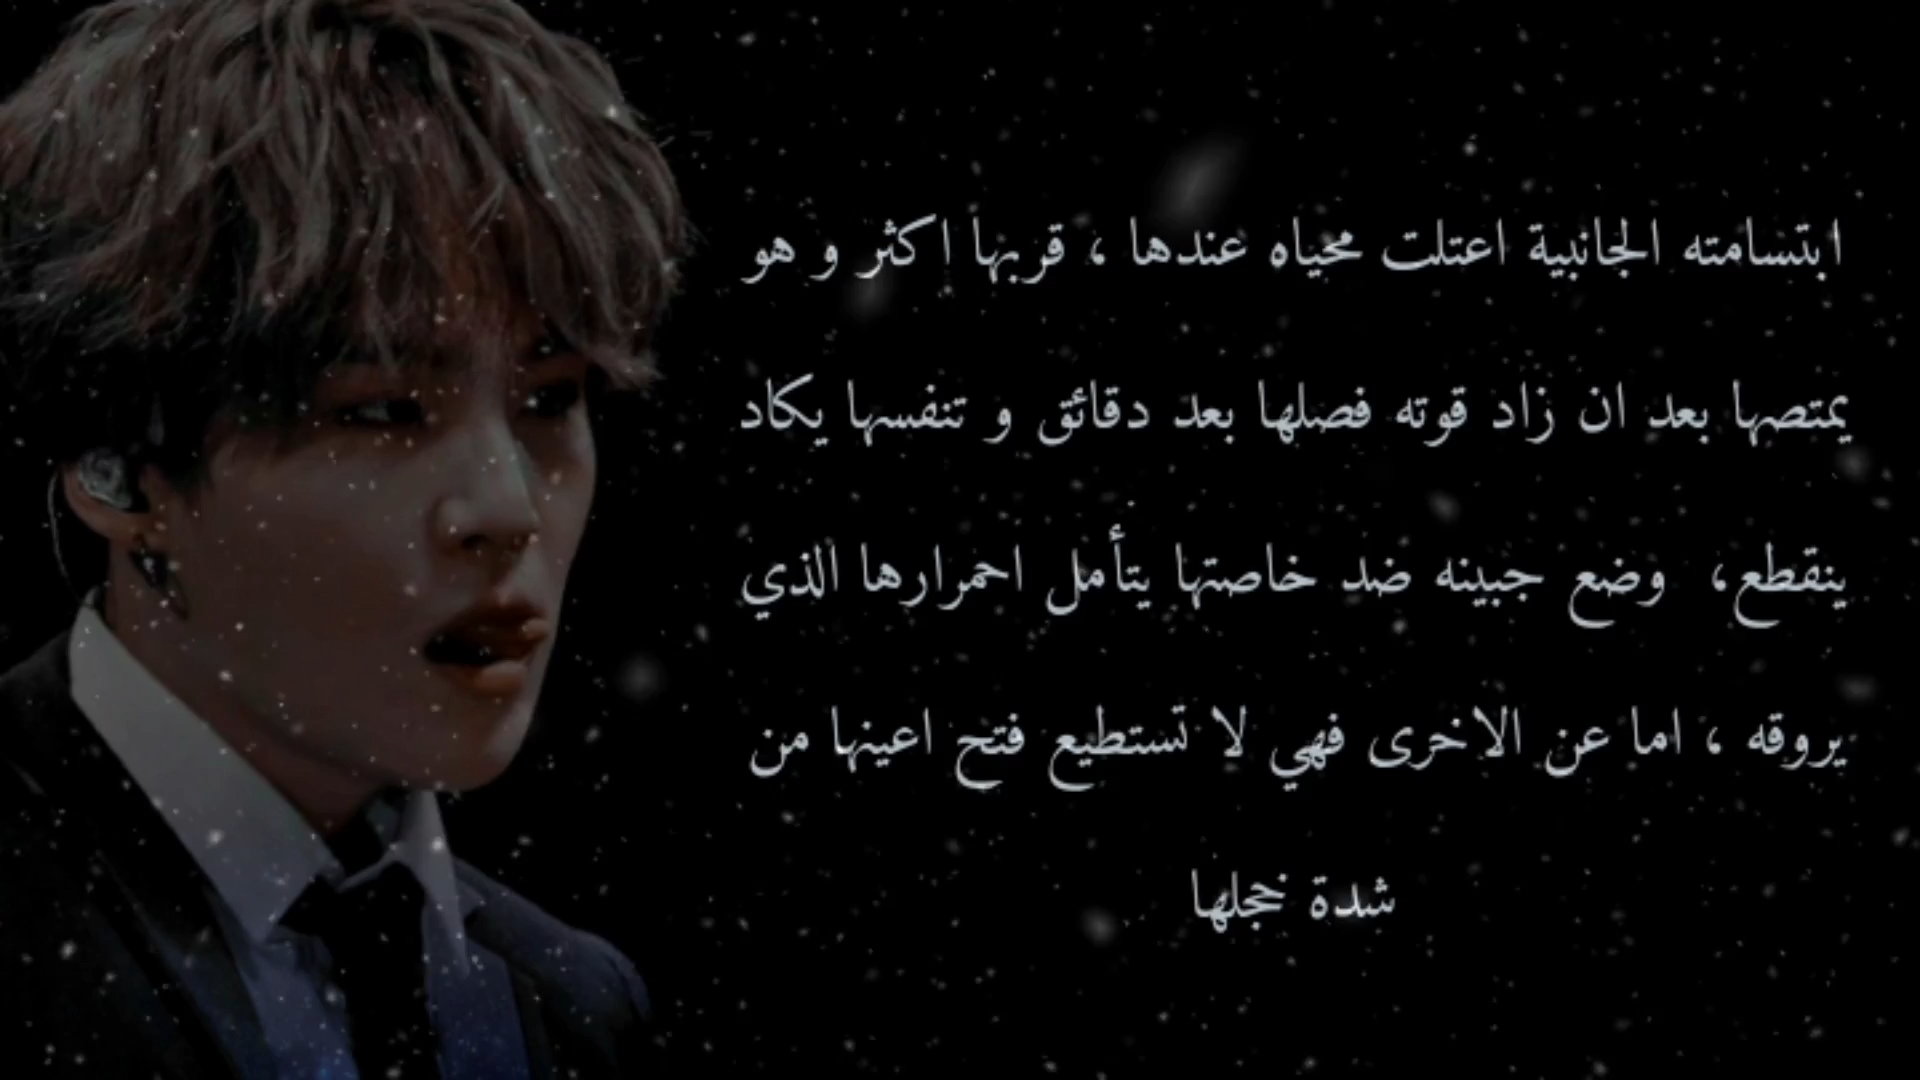 ابتسامته الجانبية اعتلت محياه عندها ، قربها اكثر و هو
يمتصها بعد ان زاد قوته فصلها بعد دقائق و تنفسها يكاد
ينقطع، وضع جبينه ضد خاصتها يتأمل احمرارها الذي
يروقه ، اما عن الاخرى فهي لا تستطيع فتح اعينها من
شدة خجلها